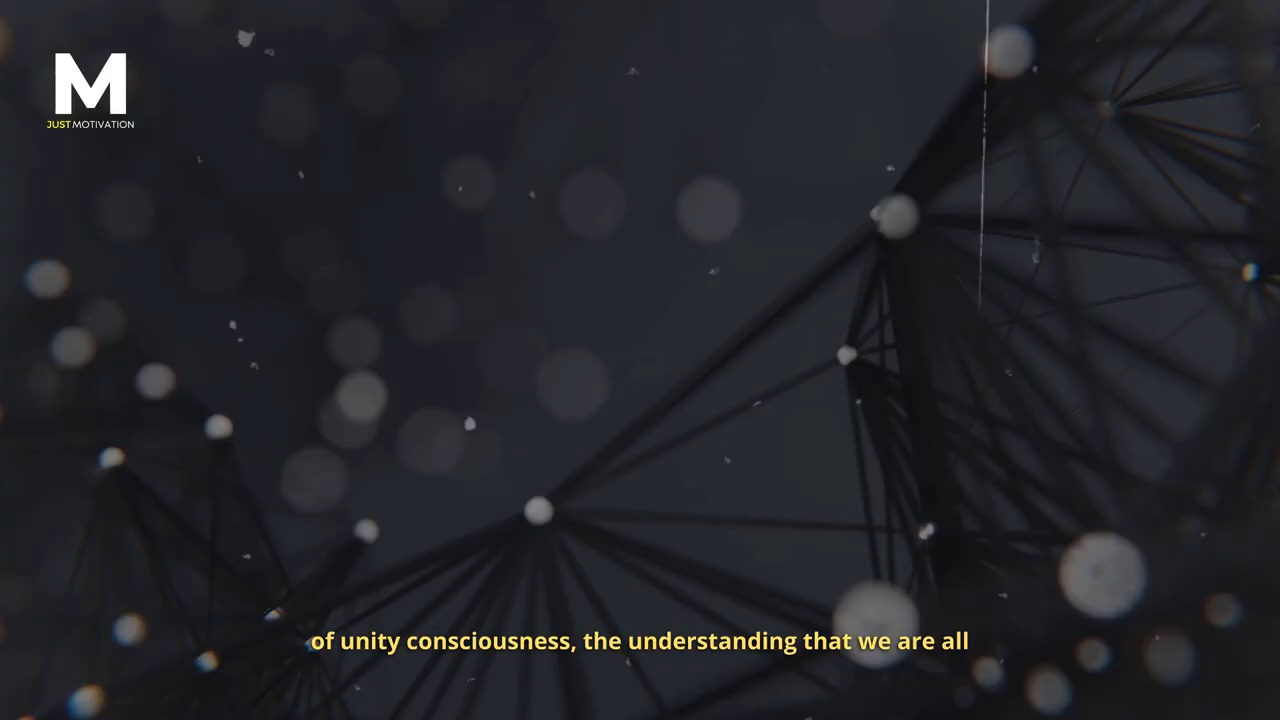 M
JUST MOTIVATION
of unity consciousness, the understanding that we are all